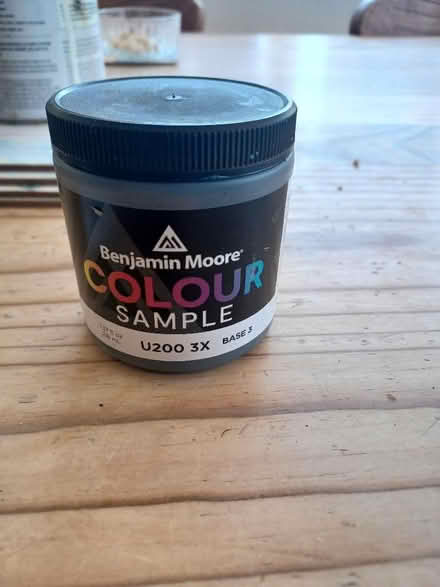 Benjamin Moore®
COLOUR
SAMPLE
U200 3X BASE 3